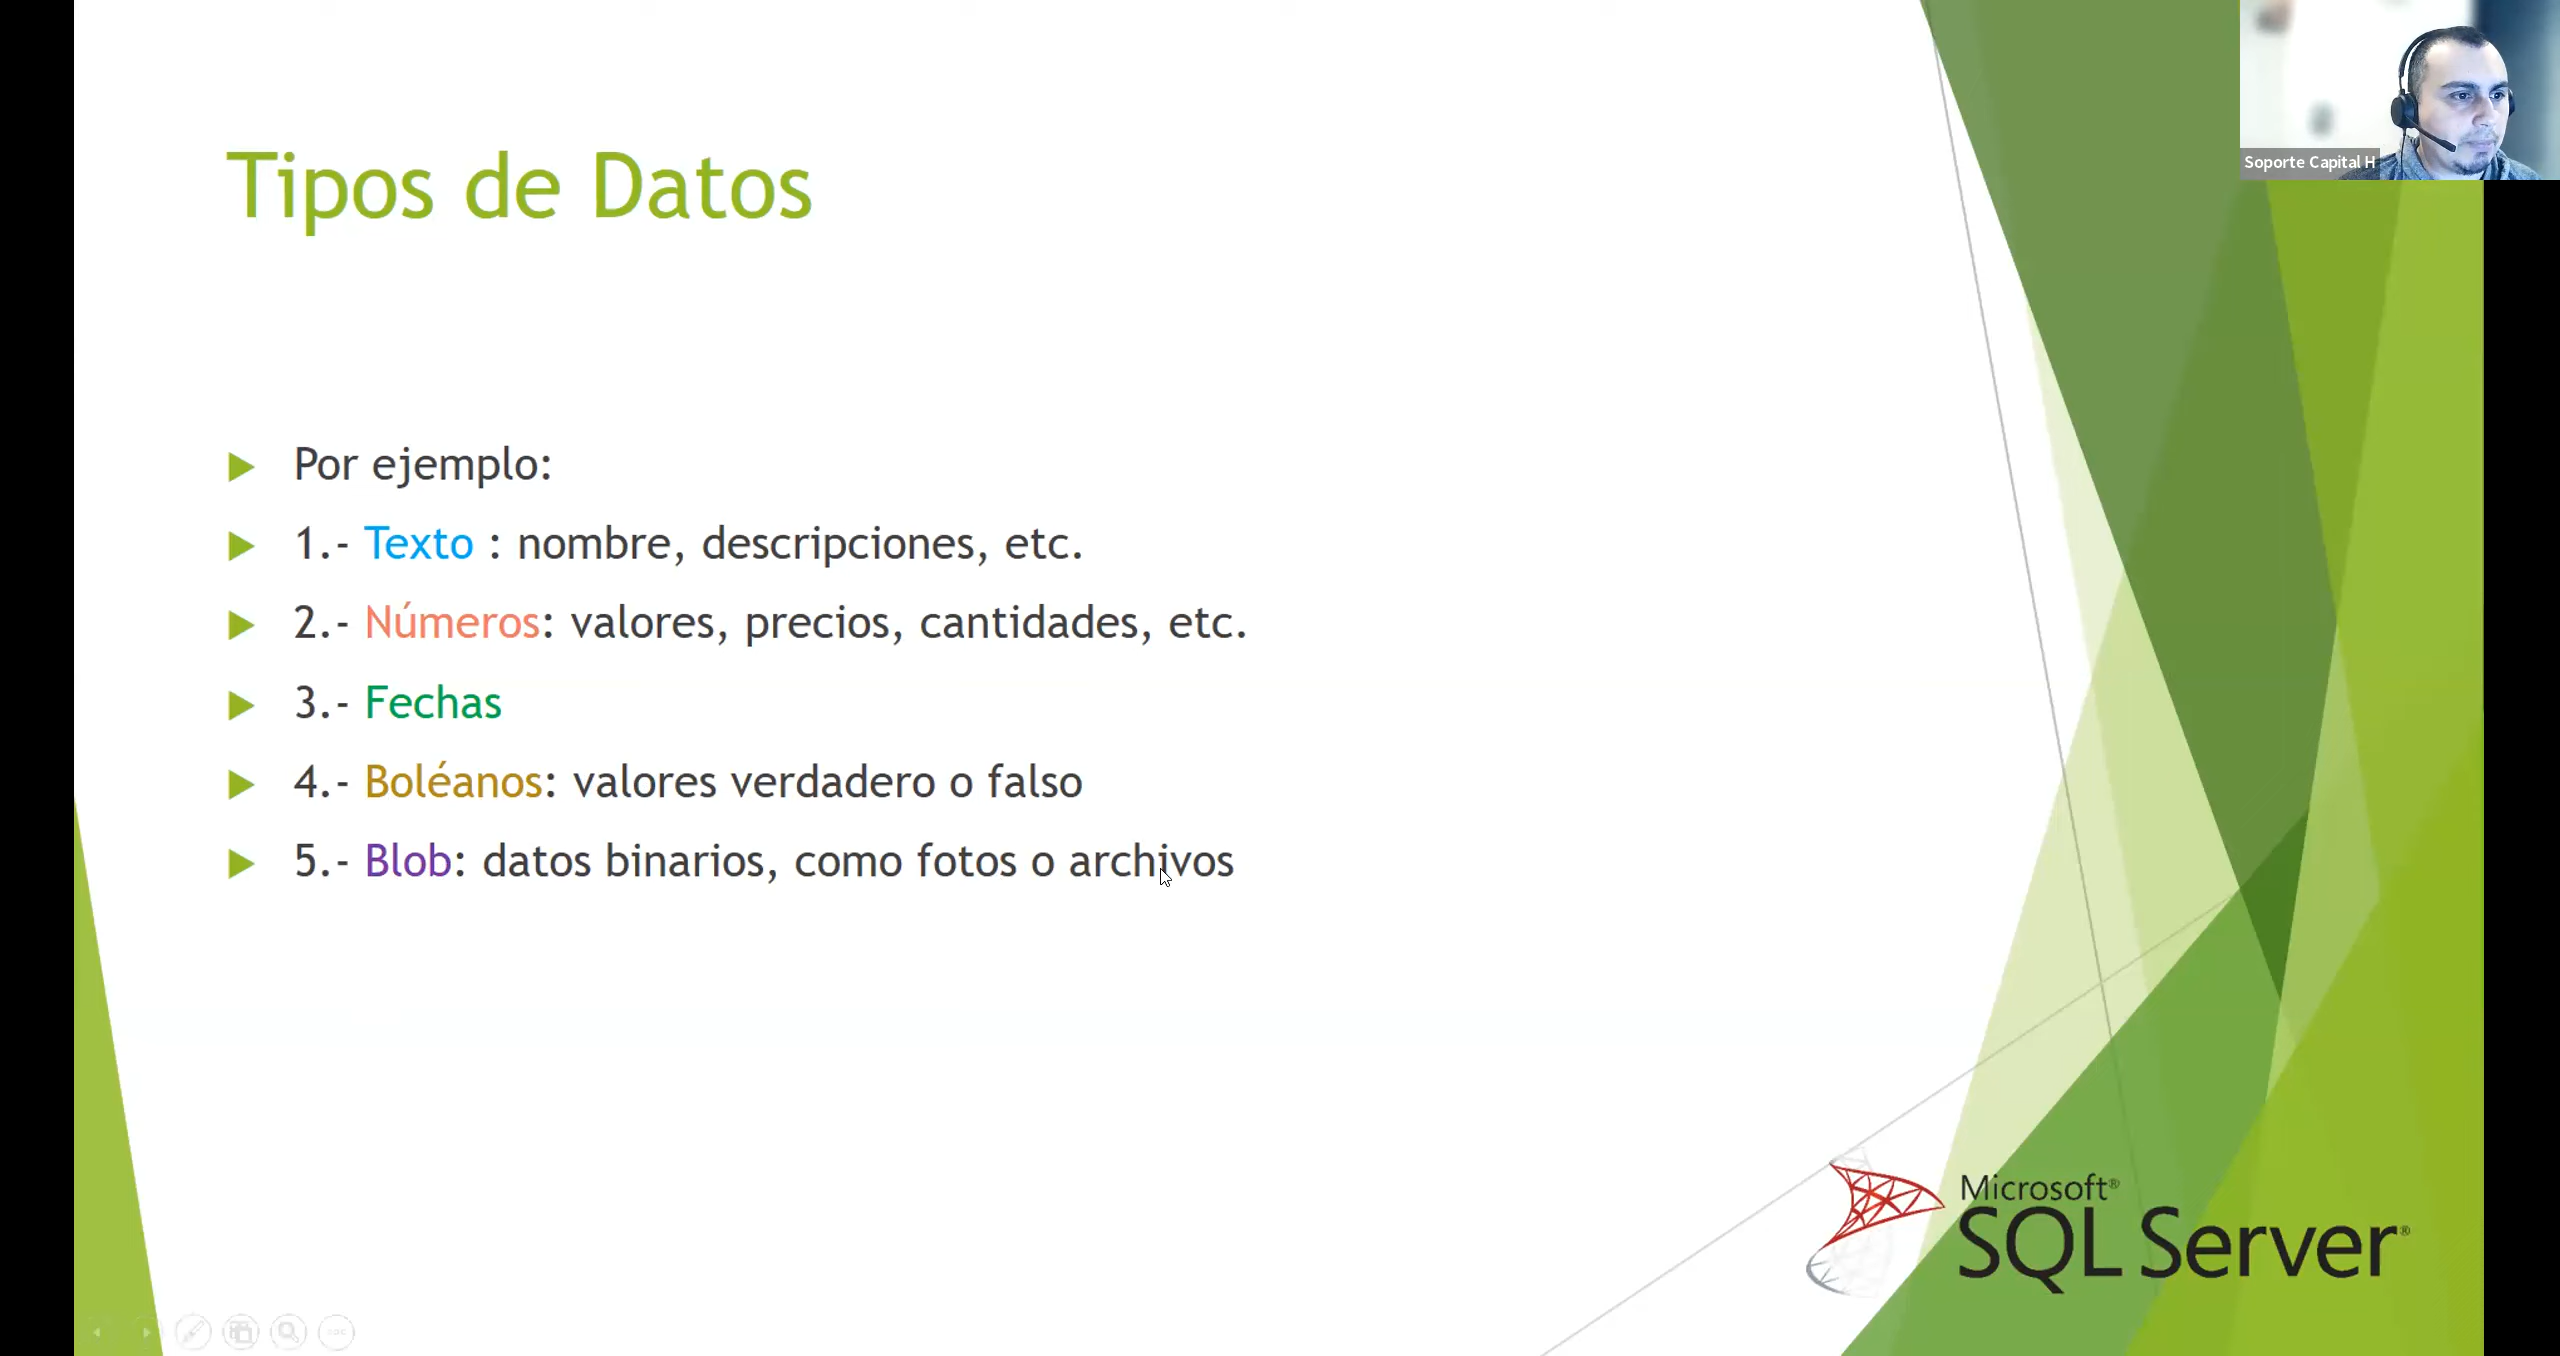 Soporte Capital H
Tipos de Datos
Por ejemplo:
1.- Texto : nombre, descripciones, etc.
2.- Números: valores, precios, cantidades, etc.
3.- Fechas
4.- Boléanos: valores verdadero o falso
5.- Blob: datos binarios, como fotos o archivos
Microsoft®
SQL Server®